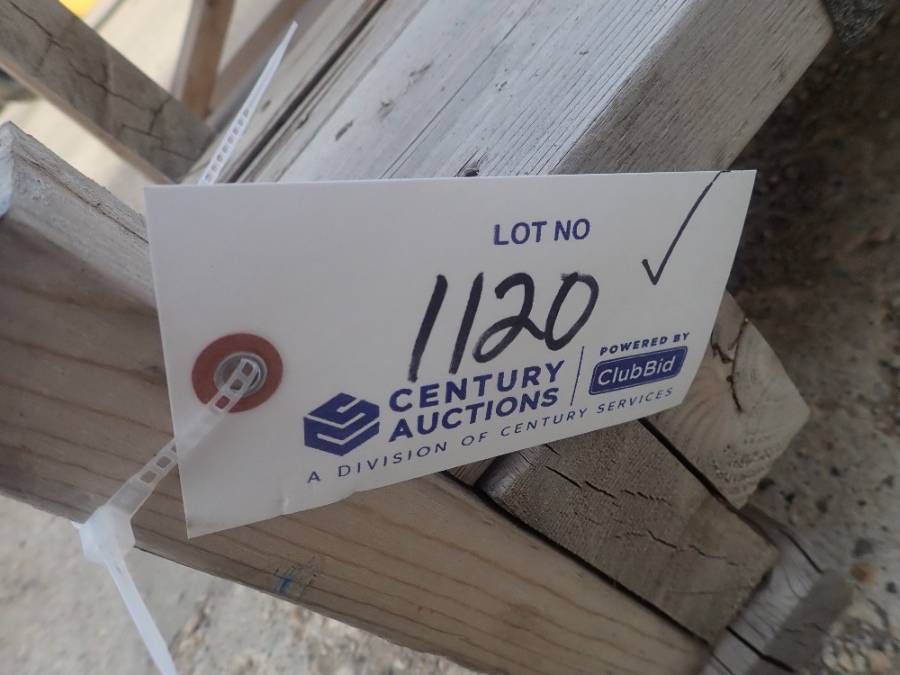 LOT NO
1120
CENTURY AUCTIONS
POWERED BY
ClubBid
A DIVISION OF CENTURY SERVICES